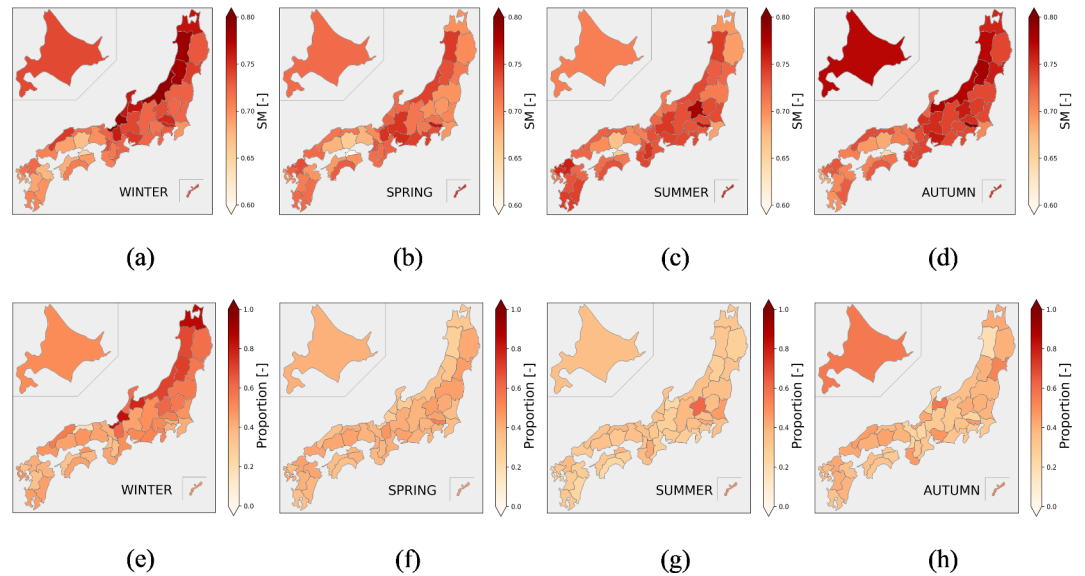 0.80
0.75
0.70
0.65
0.60
SM [-]
WINTER
0.80
0.75
0.70
0.65
0.60
SM [-]
SPRING
0.80
0.75
0.70
0.65
0.60
SM [-]
SUMMER
0.80
0.75
0.70
0.65
0.60
SM [-]
AUTUMN
(a)
(b)
(c)
(d)
1.0
0.8
0.6
0.4
0.2
0.0
Proportion [-]
WINTER
1.0
0.8
0.6
0.4
0.2
0.0
Proportion [-]
SPRING
1.0
0.8
0.6
0.4
0.2
0.0
Proportion [-]
SUMMER
1.0
0.8
0.6
0.4
0.2
0.0
Proportion [-]
AUTUMN
(e)
(f)
(g)
(h)